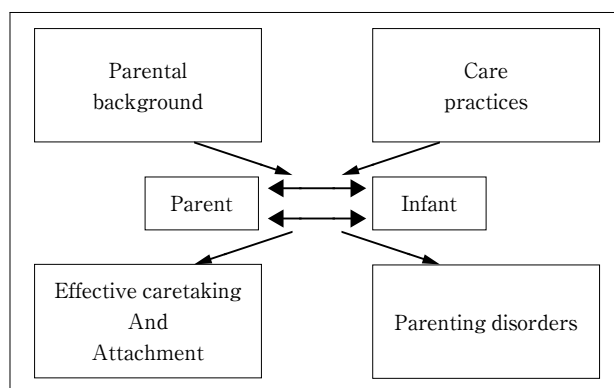 Parental
background
Care
practices
Parent
Infant
Effective caretaking
And
Attachment
Parenting disorders